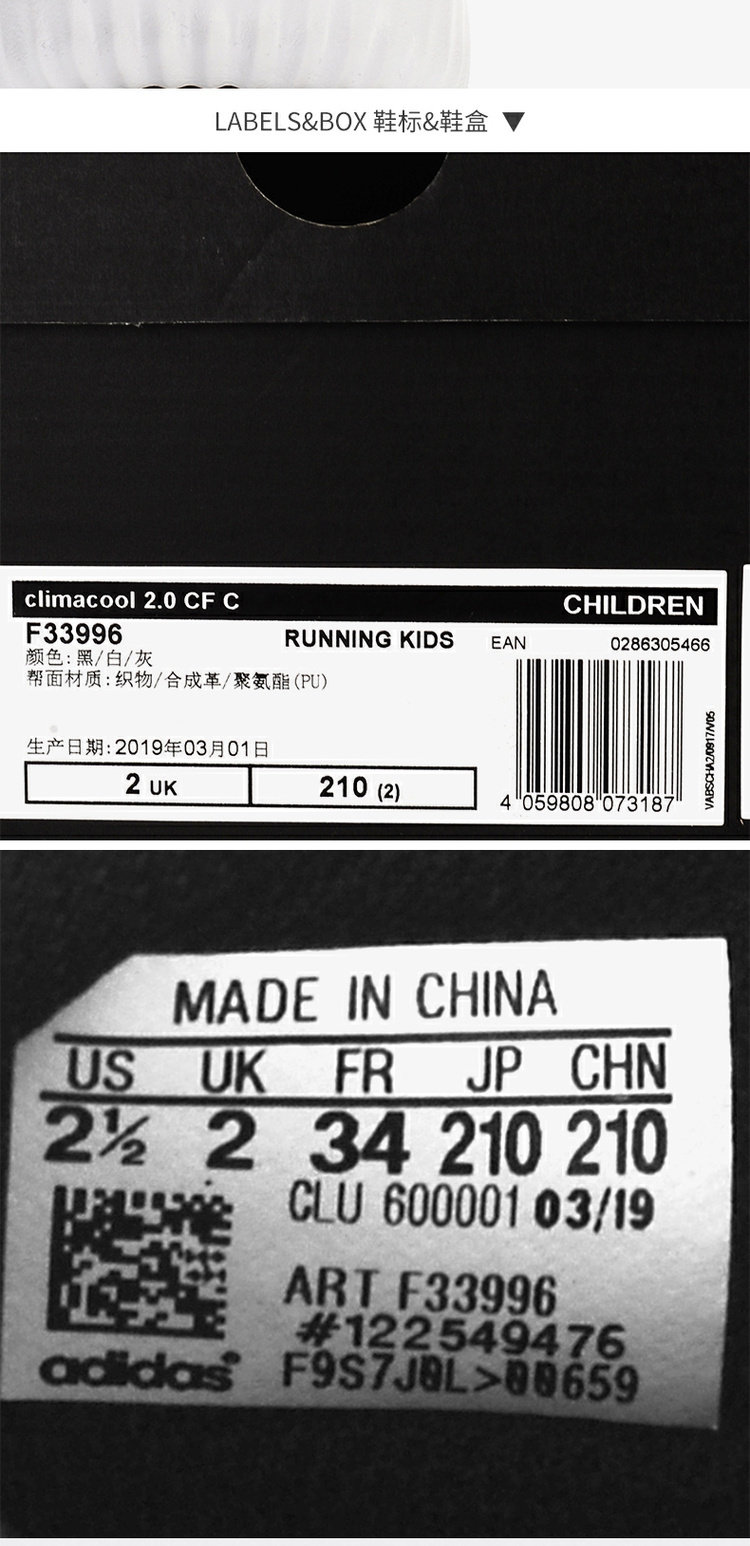 LABELS&BOX 鞋标&鞋盒 ▼
climacool 2.0 CF C
CHILDREN
F33996
RUNNING KIDS
EAN
0286305466
颜色:黑/白/灰
帮面材质:织物/合成革/聚氨酯(PU)
生产日期:2019年03月01日
2 UK
210 (2)
4 059808 073187
VABSCHA2/0917/V05
MADE IN CHINA
US UK FR JP CHN
2½ 2 34 210 210
CLU 600001 03/19
ART F33996
#122549476
F9S7J0L>00659
adidas